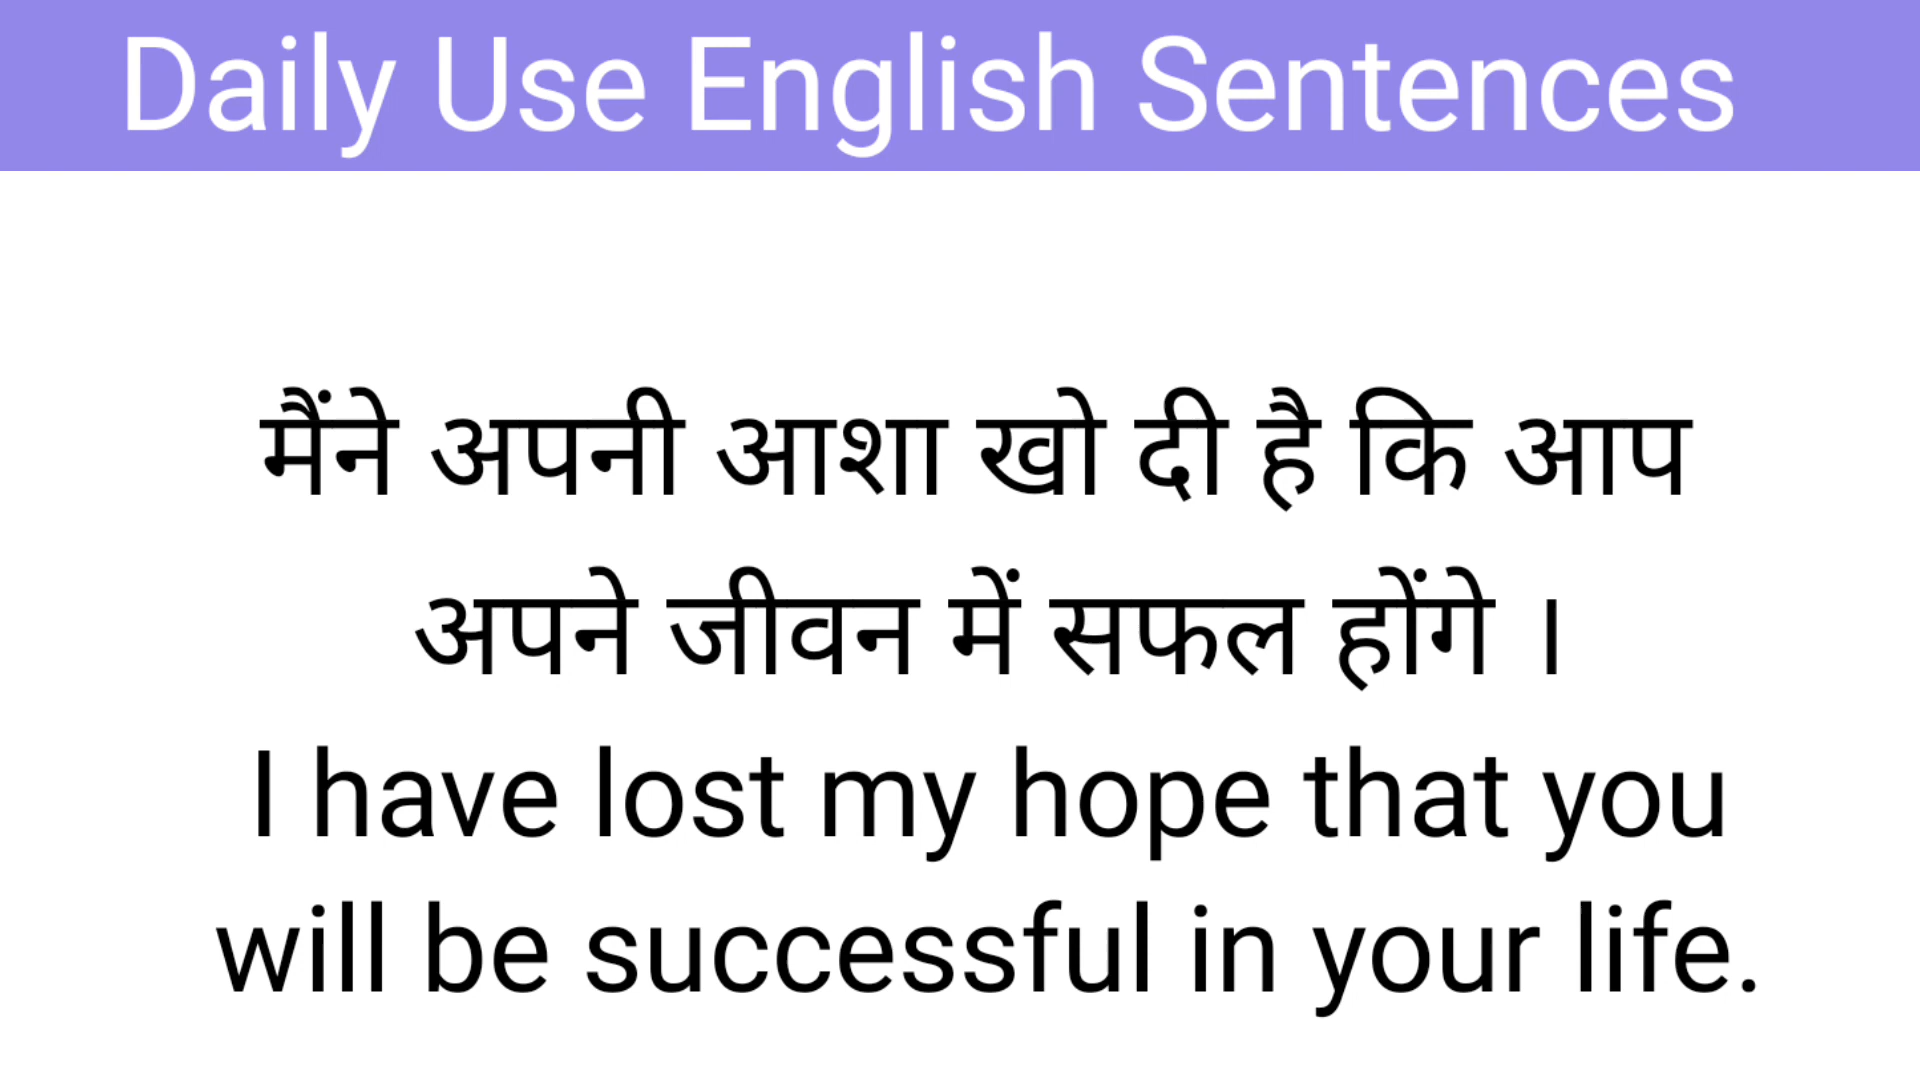 Daily Use English Sentences
मैंने अपनी आशा खो दी है कि आप
अपने जीवन में सफल होंगे ।
I have lost my hope that you
will be successful in your life.